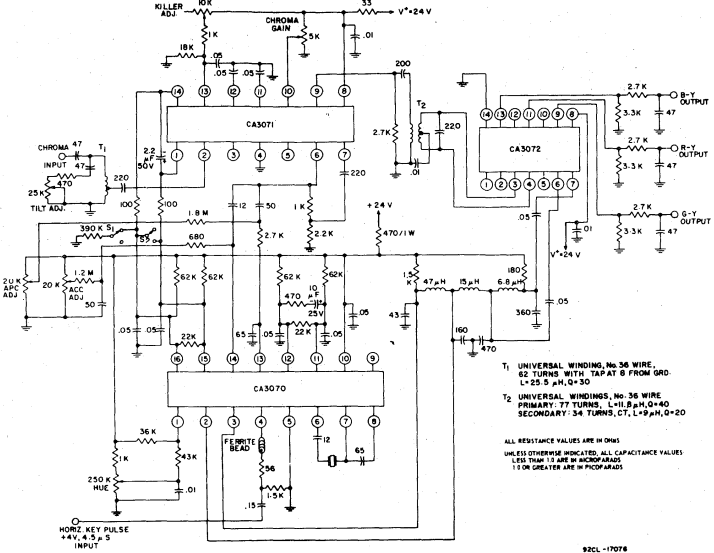 KILLER
ADJ.
10K
33
V+=24 V
CHROMA
GAIN
1K
5K
.01
18K
.05
.05
.05
200
14
13
12
11
10
9
8
CA3071
1
2
3
4
5
6
7
T2
2.7K
220
.01
14
13
12
11
10
9
8
CA3072
1
2
3
4
5
6
7
2.7 K
B-Y
OUTPUT
3.3K
47
2.7K
R-Y
OUTPUT
3.3K
47
2.7K
G-Y
OUTPUT
3.3K
47
.05
.01
V+=24 V
CHROMA
INPUT
47
47
T1
470
25K
TILT ADJ.
220
2.2
µF
50V
100
100
12
50
220
1 K
2.2K
+24 V
470/1W
390K
S1
S2
1.8 M
680
2.7K
20 K
APC
ADJ
20 K
ACC
ADJ
1.2M
50
.05
.05
62K
62K
22K
62K
62K
470
10
µF
25V
22K
65
.05
.05
.05
1.5
K
47µH
15µH
180
6.8µH
43
160
470
360
.05
16
15
14
13
12
11
10
9
CA3070
1
2
3
4
5
6
7
8
36K
1K
43K
250 K
HUE
.01
FERRITE
BEAD
56
1.5K
.15
12
65
HORIZ. KEY PULSE
+4V, 4.5 µ S
INPUT
T1 UNIVERSAL WINDING, No. 36 WIRE,
62 TURNS WITH TAP AT 8 FROM GRD.
L=25.5 µH, Q=30
T2 UNIVERSAL WINDINGS, No. 36 WIRE
PRIMARY: 77 TURNS, L=11.8µH, Q=40
SECONDARY: 34 TURNS, CT, L=9µH, Q=20
ALL RESISTANCE VALUES ARE IN OHMS
UNLESS OTHERWISE INDICATED, ALL CAPACITANCE VALUES
LESS THAN 1.0 ARE IN MICROFARADS
1.0 OR GREATER ARE IN PICOFARADS
92CL-17076